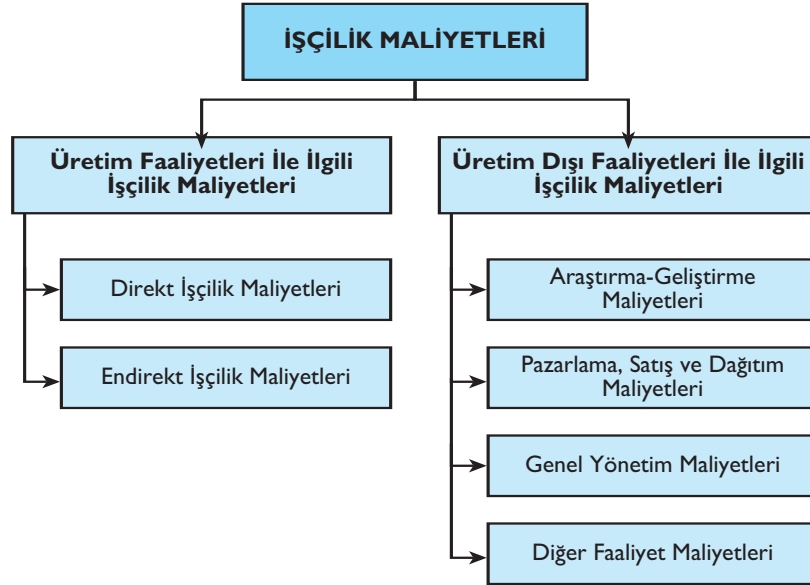 İŞÇİLİK MALİYETLERİ
Üretim Faaliyetleri İle İlgili
İşçilik Maliyetleri
Direkt İşçilik Maliyetleri
Endirekt İşçilik Maliyetleri
Üretim Dışı Faaliyetleri İle İlgili
İşçilik Maliyetleri
Araştırma-Geliştirme
Maliyetleri
Pazarlama, Satış ve Dağıtım
Maliyetleri
Genel Yönetim Maliyetleri
Diğer Faaliyet Maliyetleri